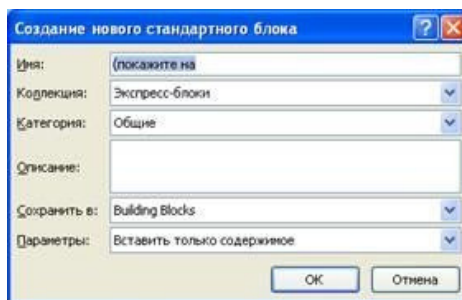 Создание нового стандартного блока
Имя: (покажите на
Коллекция: Экспресс-блоки
Категория: Общие
Описание:
Сохранить в: Building Blocks
Параметры: Вставить только содержимое
ОК Отмена